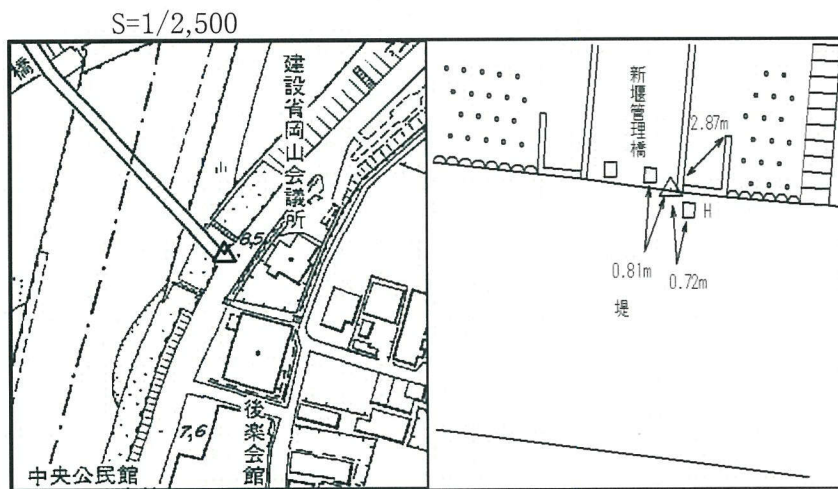 S=1/2,500
橋
建設省岡山会議所
山
8,5
7,6
後楽会館
中央公民館
新堰管理橋
2.87m
H
0.81m
0.72m
堤